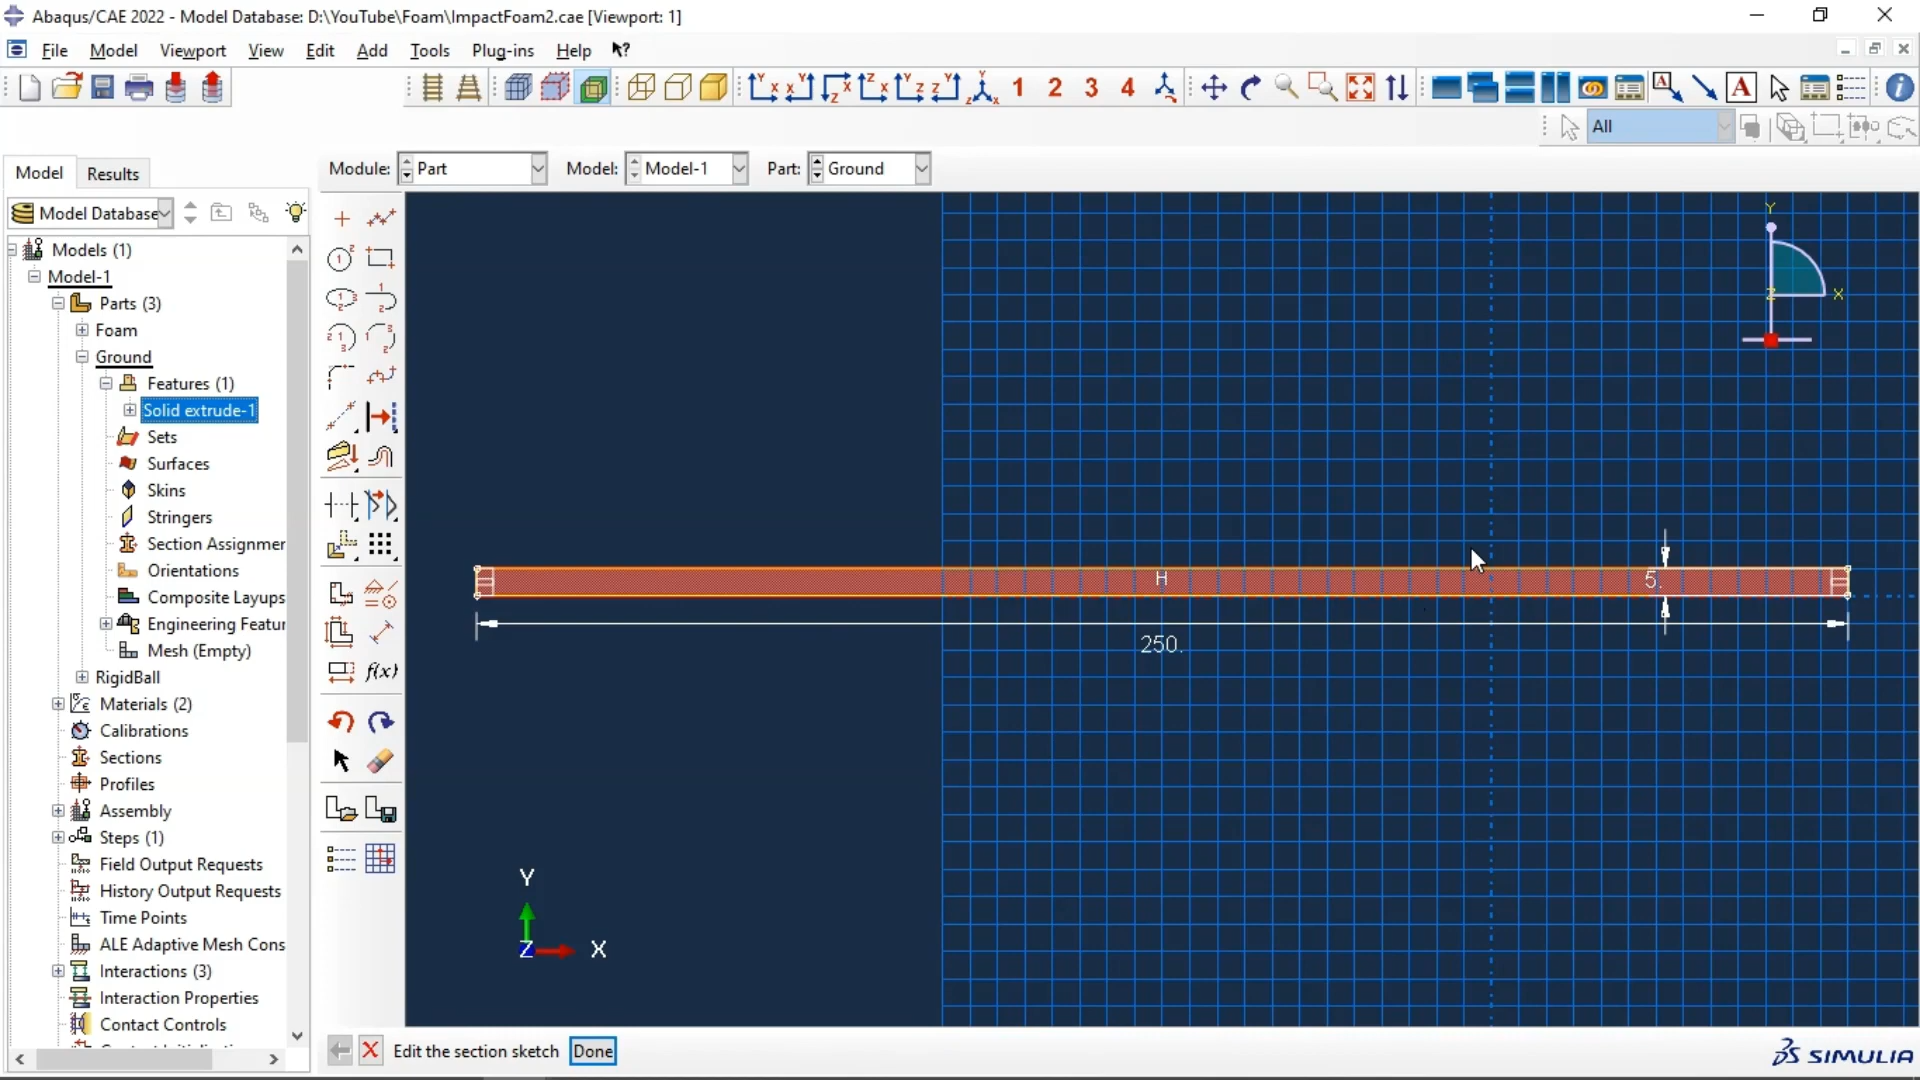 Abaqus/CAE 2022 - Model Database: D:\YouTube\Foam\ImpactFoam2.cae [Viewport: 1]
File Model Viewport View Edit Add Tools Plug-ins Help
1 2 3 4
All
Model Results
Module: Part Model: Model-1 Part: Ground
Model Database
Models (1)
Model-1
Parts (3)
Foam
Ground
Features (1)
Solid extrude-1
Sets
Surfaces
Skins
Stringers
Section Assignmer
Orientations
Composite Layups
Engineering Featur
Mesh (Empty)
RigidBall
Materials (2)
Calibrations
Sections
Profiles
Assembly
Steps (1)
Field Output Requests
History Output Requests
Time Points
ALE Adaptive Mesh Cons
Interactions (3)
Interaction Properties
Contact Controls
f(x)
Y
Z X
H
5.
250.
Y
Z X
Edit the section sketch Done
SIMULIA